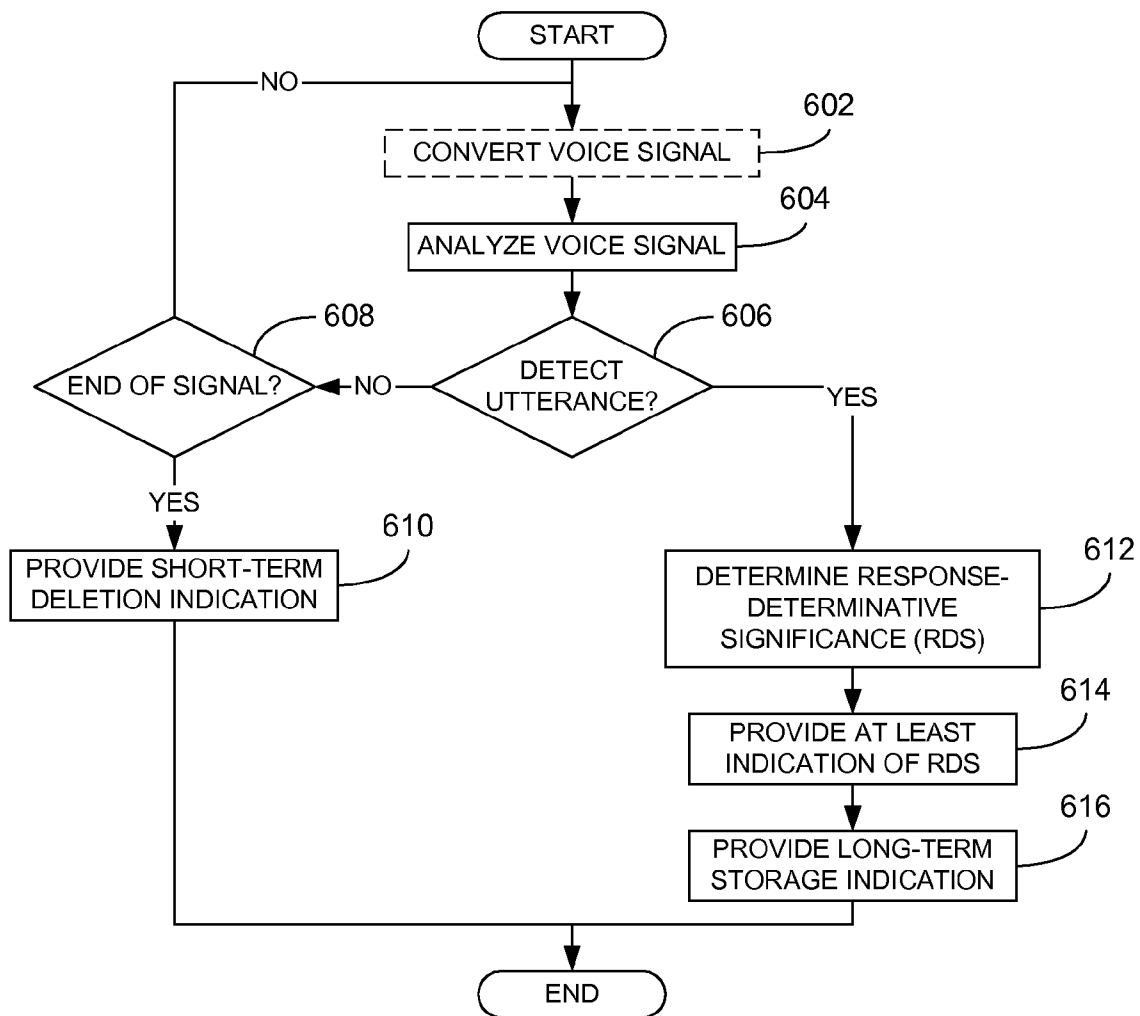 START
NO
602
CONVERT VOICE SIGNAL
604
ANALYZE VOICE SIGNAL
608
606
END OF SIGNAL?
NO
DETECT
UTTERANCE?
YES
YES
610
PROVIDE SHORT-TERM
DELETION INDICATION
612
DETERMINE RESPONSE-
DETERMINATIVE
SIGNIFICANCE (RDS)
614
PROVIDE AT LEAST
INDICATION OF RDS
616
PROVIDE LONG-TERM
STORAGE INDICATION
END